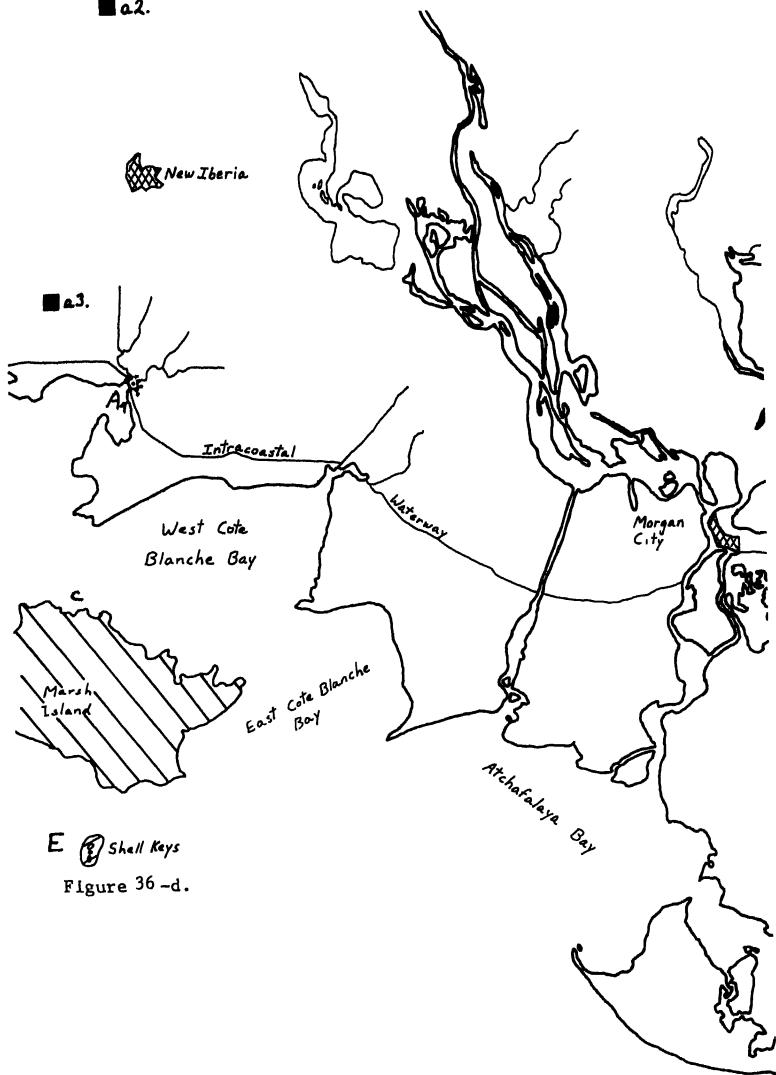 a2.
New Iberia
a3.
A
Intracoastal
Waterway
Morgan
City
West Cote
Blanche Bay
C
Marsh
Island
East Cote Blanche
Bay
Atchafalaya Bay
E
Shell Keys
Figure 36-d.